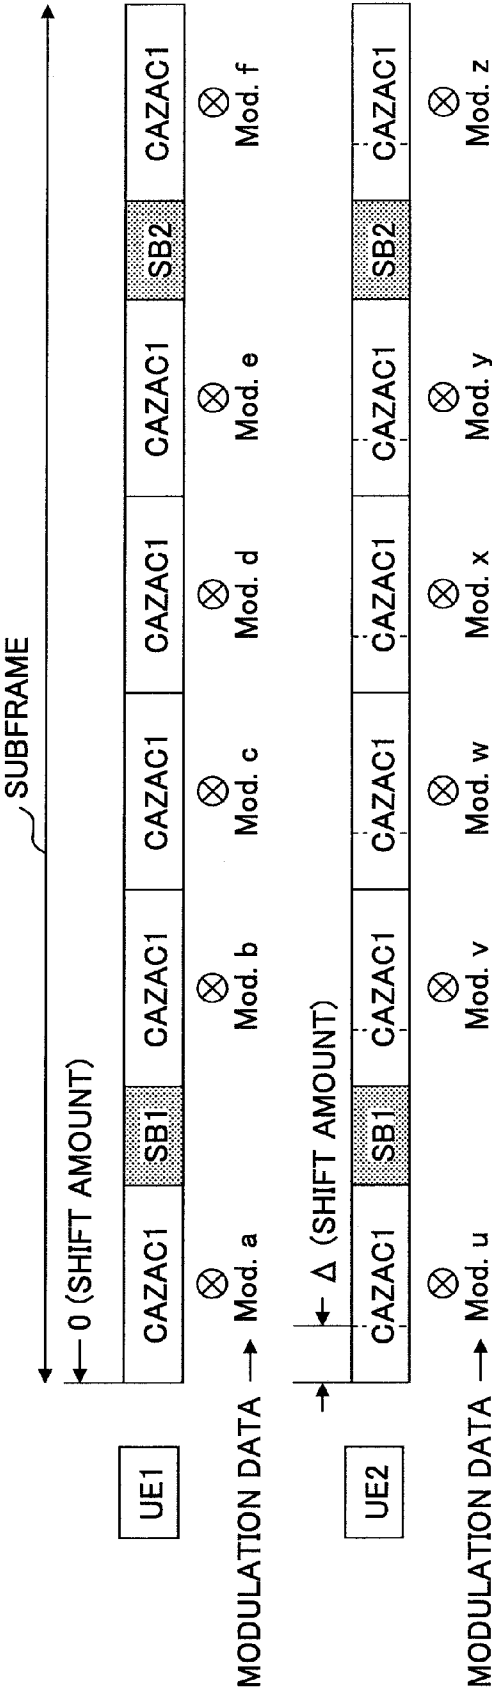 SUBFRAME
0 (SHIFT AMOUNT)
UE1
CAZAC1 SB1 CAZAC1 CAZAC1 CAZAC1 CAZAC1 SB2 CAZAC1
MODULATION DATA Mod. a Mod. b Mod. c Mod. d Mod. e Mod. f
Δ (SHIFT AMOUNT)
UE2
CAZAC1 SB1 CAZAC1 CAZAC1 CAZAC1 CAZAC1 SB2 CAZAC1
MODULATION DATA Mod. u Mod. v Mod. w Mod. x Mod. y Mod. z